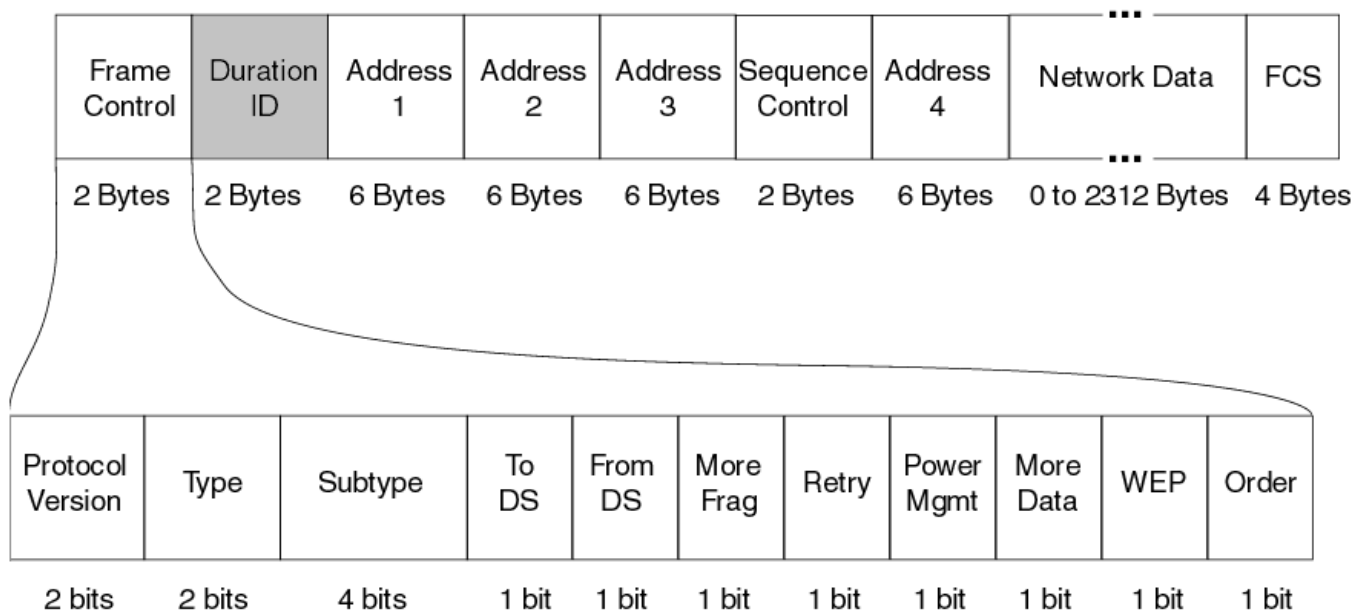 ...
Frame Control Duration ID Address 1 Address 2 Address 3 Sequence Control Address 4 Network Data FCS
...
2 Bytes 2 Bytes 6 Bytes 6 Bytes 6 Bytes 2 Bytes 6 Bytes 0 to 2312 Bytes 4 Bytes
Protocol Version Type Subtype To DS From DS More Frag Retry Power Mgmt More Data WEP Order
2 bits 2 bits 4 bits 1 bit 1 bit 1 bit 1 bit 1 bit 1 bit 1 bit 1 bit